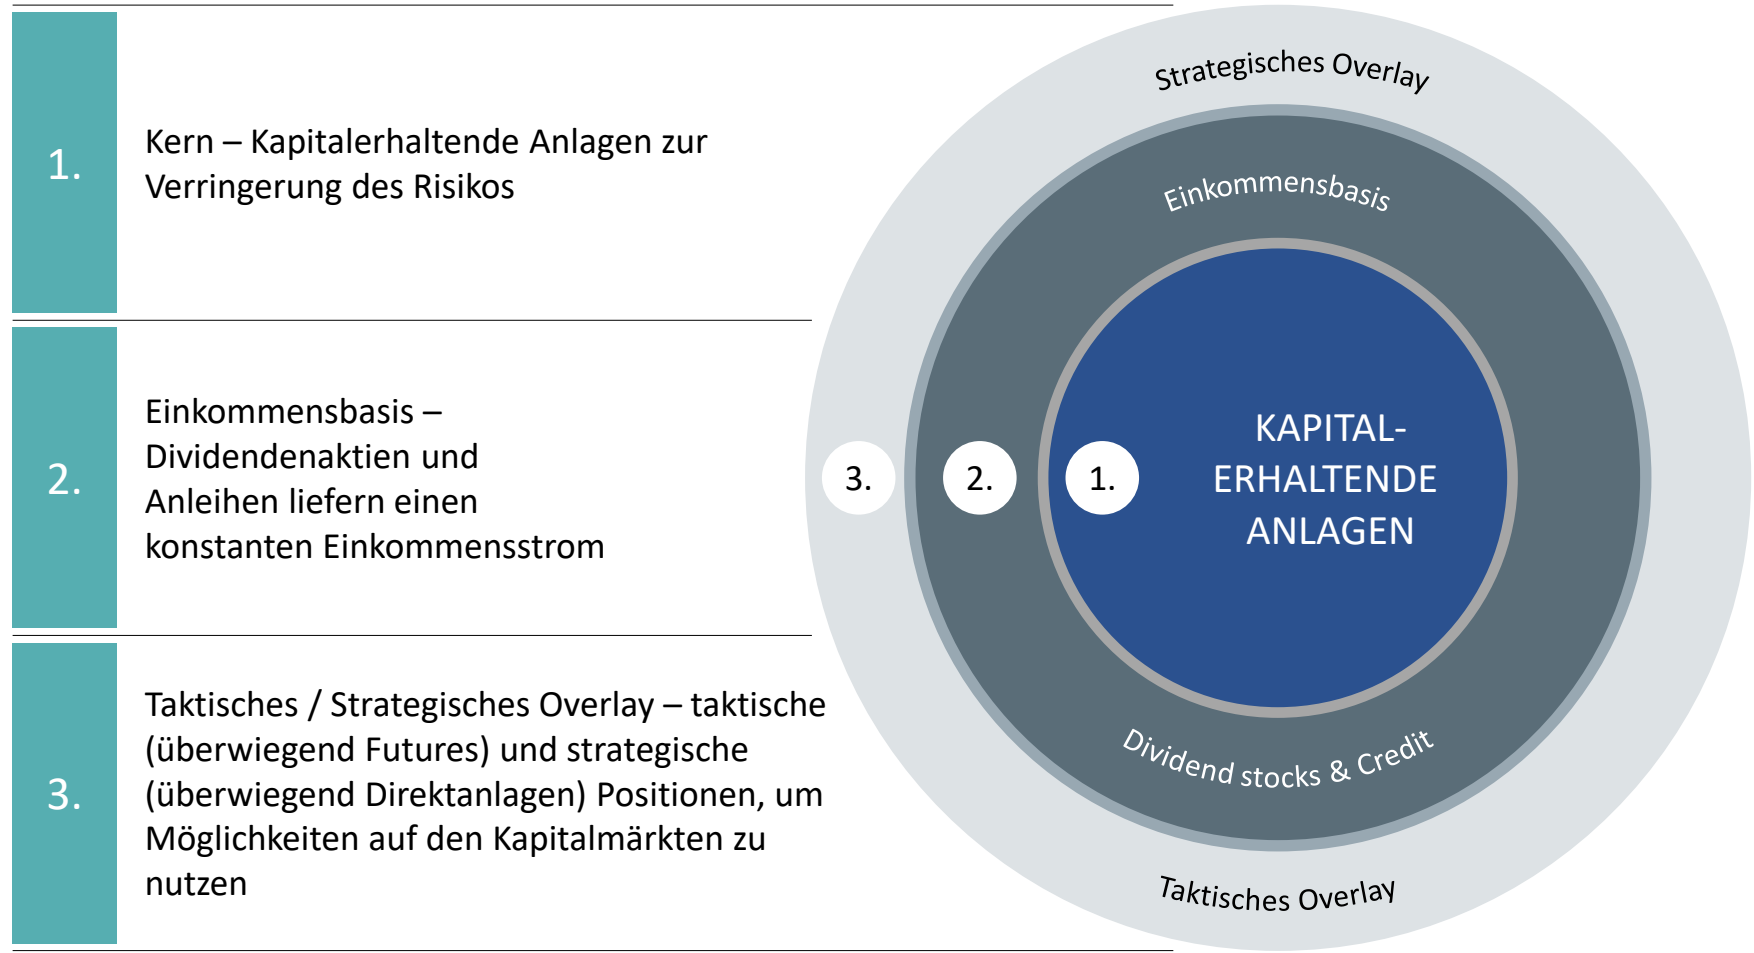 1.
Kern – Kapitalerhaltende Anlagen zur
Verringerung des Risikos
2.
Einkommensbasis –
Dividendenaktien und
Anleihen liefern einen
konstanten Einkommensstrom
3.
Taktisches / Strategisches Overlay – taktische
(überwiegend Futures) und strategische
(überwiegend Direktanlagen) Positionen, um
Möglichkeiten auf den Kapitalmärkten zu
nutzen
Strategisches Overlay
Einkommensbasis
3.
2.
1.
KAPITAL-
ERHALTENDE
ANLAGEN
Dividend stocks & Credit
Taktisches Overlay